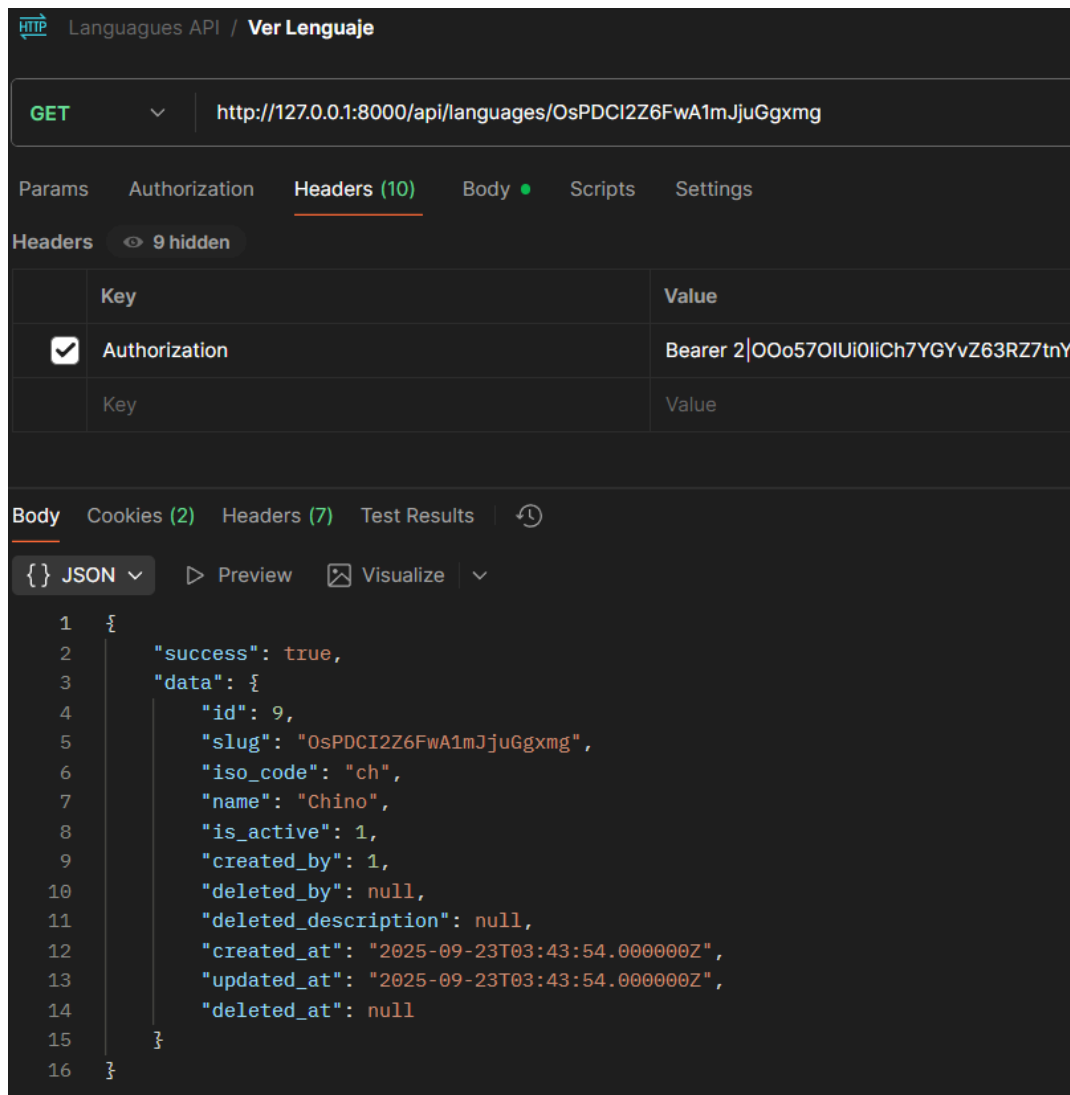 HTTP Languagues API / Ver Lenguaje
GET http://127.0.0.1:8000/api/languages/OsPDCI2Z6FwA1mJjuGgxmg
Params Authorization Headers (10) Body Scripts Settings
Headers 9 hidden
Key Value
Authorization Bearer 2|OOo57OIUi0IiCh7YGYvZ63RZ7tnY
Key Value
Body Cookies (2) Headers (7) Test Results
{} JSON Preview Visualize
1 {
2 "success": true,
3 "data": {
4 "id": 9,
5 "slug": "OsPDCI2Z6FwA1mJjuGgxmg",
6 "iso_code": "ch",
7 "name": "Chino",
8 "is_active": 1,
9 "created_by": 1,
10 "deleted_by": null,
11 "deleted_description": null,
12 "created_at": "2025-09-23T03:43:54.000000Z",
13 "updated_at": "2025-09-23T03:43:54.000000Z",
14 "deleted_at": null
15 }
16 }